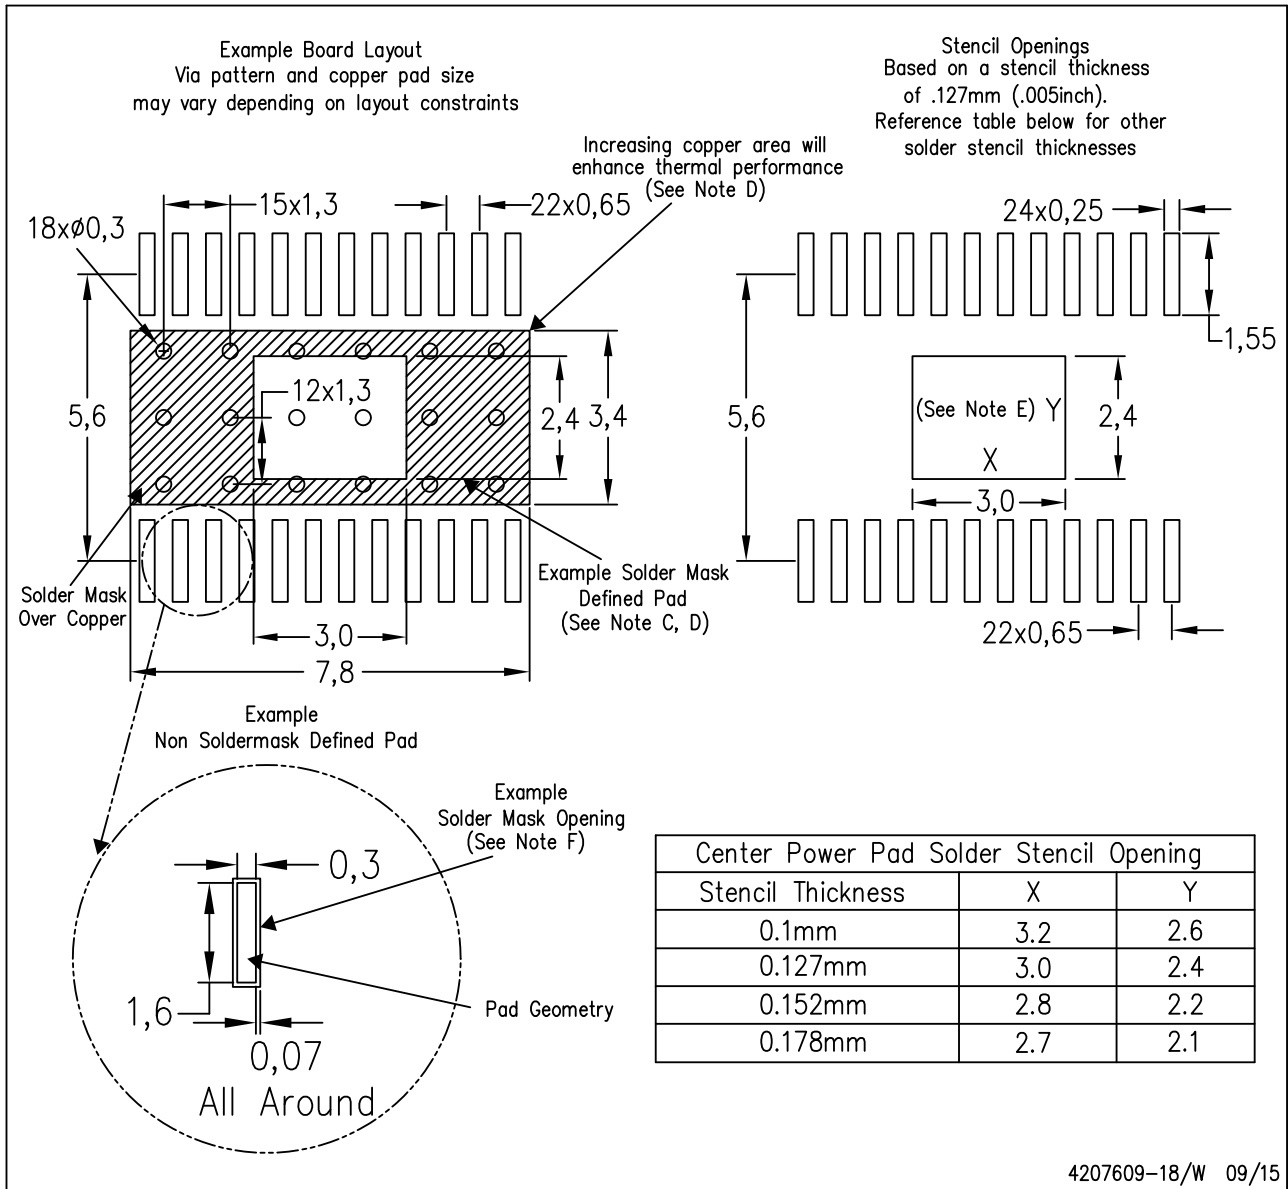 Example Board Layout
Via pattern and copper pad size
may vary depending on layout constraints
Stencil Openings
Based on a stencil thickness
of .127mm (.005inch).
Reference table below for other
solder stencil thicknesses
Increasing copper area will
enhance thermal performance
(See Note D)
18xø0,3
15x1,3
22x0,65
5,6
12x1,3
2,4
3,4
Solder Mask
Over Copper
3,0
7,8
Example Solder Mask
Defined Pad
(See Note C, D)
24x0,25
1,55
5,6
(See Note E) Y
X
2,4
3,0
22x0,65
Example
Non Soldermask Defined Pad
Example
Solder Mask Opening
(See Note F)
0,3
1,6
0,07
All Around
Pad Geometry
Center Power Pad Solder Stencil Opening
Stencil Thickness X Y
0.1mm 3.2 2.6
0.127mm 3.0 2.4
0.152mm 2.8 2.2
0.178mm 2.7 2.1
4207609-18/W 09/15